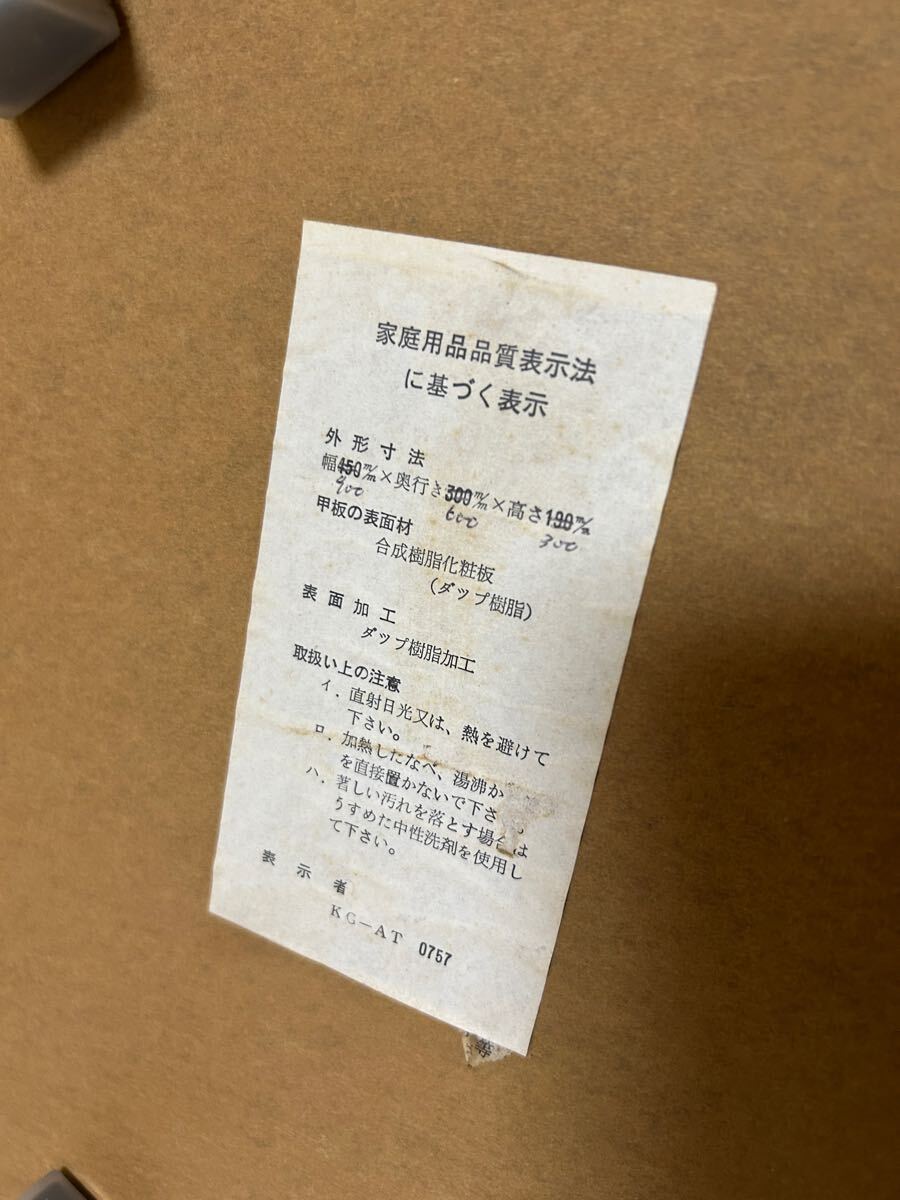 家庭用品品質表示法
に基づく表示
外形寸法
幅450m/m×奥行き300m/m×高さ190m/m
900 600 300
甲板の表面材
合成樹脂化粧板
(ダップ樹脂)
表面加工
ダップ樹脂加工
取扱い上の注意
イ．直射日光又は、熱を避けて
下さい。
ロ．加熱したなべ、湯沸か
を直接置かないで下さ
ハ．著しい汚れを落とす場合は
うすめた中性洗剤を使用し
て下さい。
表示者
KG-AT 0757
等